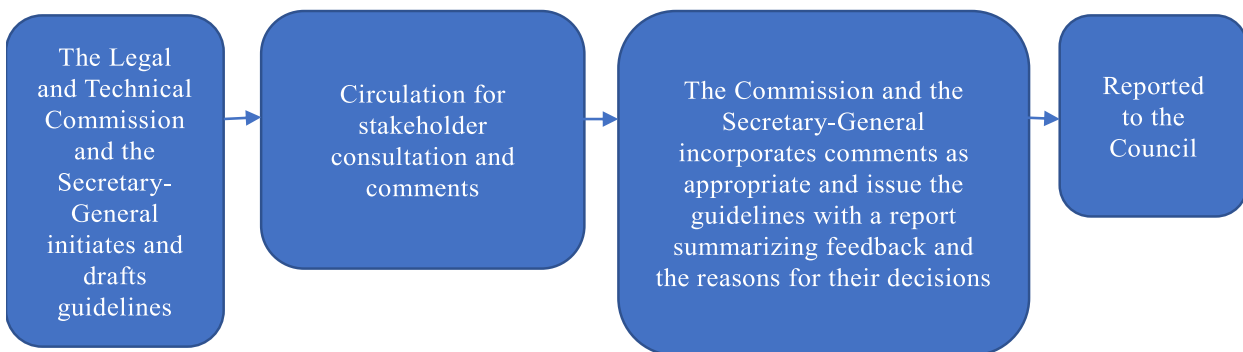 The Legal
and Technical
Commission
and the
Secretary-
General
initiates and
drafts
guidelines
Circulation for
stakeholder
consultation and
comments
The Commission and the
Secretary-General
incorporates comments as
appropriate and issue the
guidelines with a report
summarizing feedback and
the reasons for their decisions
Reported
to the
Council